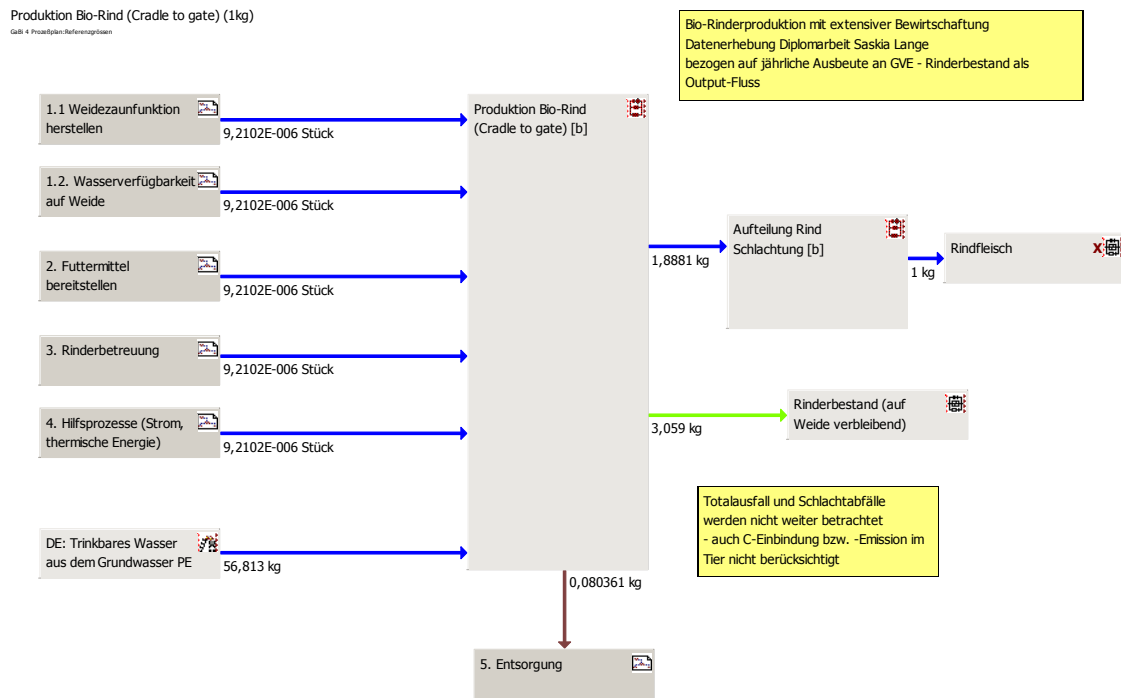 Produktion Bio-Rind (Cradle to gate) (1kg)
GaBi 4 Prozeßplan:Referenzgrössen
Bio-Rinderproduktion mit extensiver Bewirtschaftung
Datenerhebung Diplomarbeit Saskia Lange
bezogen auf jährliche Ausbeute an GVE - Rinderbestand als
Output-Fluss
1.1 Weidezaunfunktion
herstellen
9,2102E-006 Stück
1.2. Wasserverfügbarkeit
auf Weide
9,2102E-006 Stück
2. Futtermittel
bereitstellen
9,2102E-006 Stück
3. Rinderbetreuung
9,2102E-006 Stück
4. Hilfsprozesse (Strom,
thermische Energie)
9,2102E-006 Stück
DE: Trinkbares Wasser
aus dem Grundwasser PE
56,813 kg
Produktion Bio-Rind
(Cradle to gate) [b]
1,8881 kg
Aufteilung Rind
Schlachtung [b]
1 kg
Rindfleisch
X
3,059 kg
Rinderbestand (auf
Weide verbleibend)
Totalausfall und Schlachtabfälle
werden nicht weiter betrachtet
- auch C-Einbindung bzw. -Emission im
Tier nicht berücksichtigt
0,080361 kg
5. Entsorgung